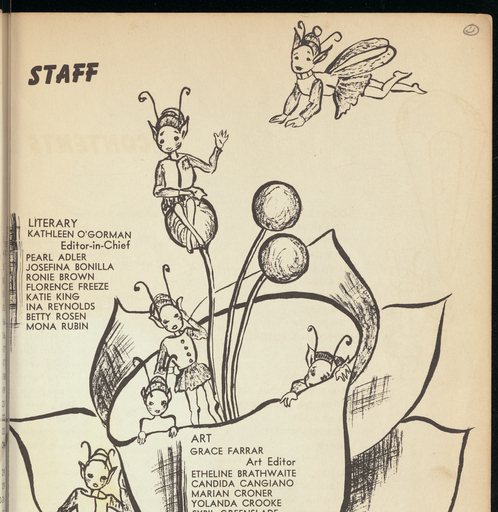 STAFF
LITERARY
KATHLEEN O'GORMAN
Editor-in-Chief
PEARL ADLER
JOSEFINA BONILLA
RONIE BROWN
FLORENCE FREEZE
KATIE KING
INA REYNOLDS
BETTY ROSEN
MONA RUBIN
ART
GRACE FARRAR
Art Editor
ETHELINE BRATHWAITE
CANDIDA CANGIANO
MARIAN CRONER
YOLANDA CROOKE